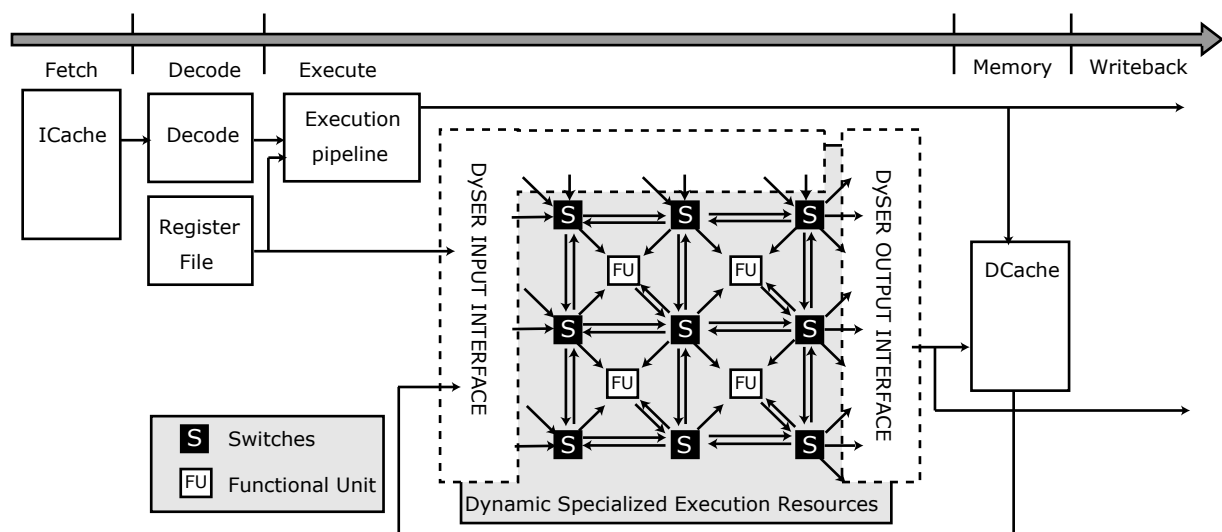 Fetch
Decode
Execute
Memory
Writeback
ICache
Decode
Execution
pipeline
Register
File
DySER INPUT INTERFACE
DySER OUTPUT INTERFACE
S
S
S
FU
FU
S
S
S
FU
FU
S
S
S
DCache
S
Switches
FU
Functional Unit
Dynamic Specialized Execution Resources